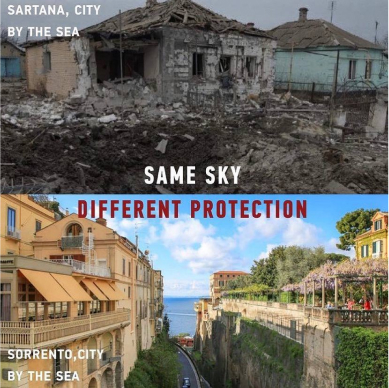 SARTANA, CITY
BY THE SEA
SAME SKY
DIFFERENT PROTECTION
SORRENTO,CITY
BY THE SEA